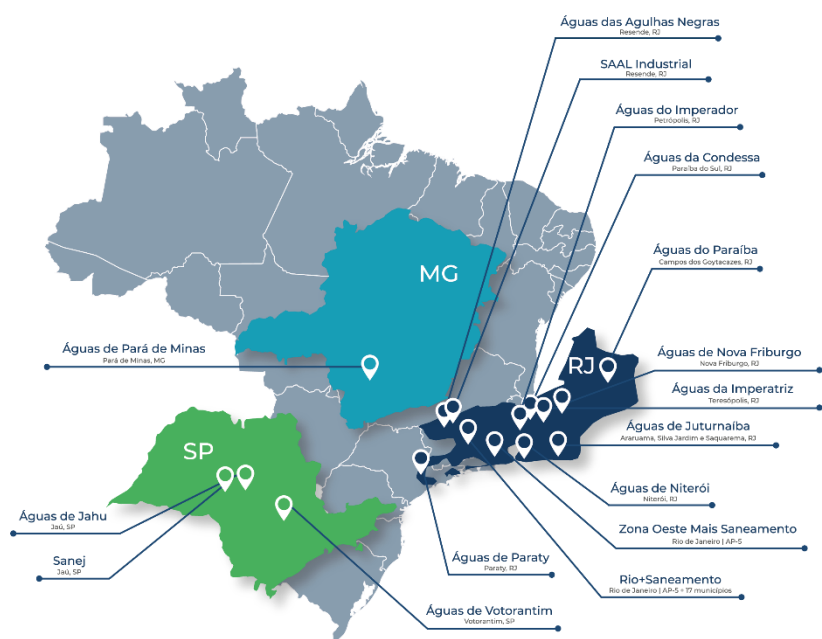 Águas das Agulhas Negras
Resende, RJ
SAAL Industrial
Resende, RJ
Águas do Imperador
Petrópolis, RJ
Águas da Condessa
Paraíba do Sul, RJ
Águas do Paraíba
Campos dos Goytacazes, RJ
MG
Águas de Pará de Minas
Pará de Minas, MG
RJ
Águas de Nova Friburgo
Nova Friburgo, RJ
Águas da Imperatriz
Teresópolis, RJ
Águas de Juturnaíba
Araruama, Silva Jardim e Saquarema, RJ
SP
Águas de Niterói
Niterói, RJ
Águas de Jahu
Jaú, SP
Zona Oeste Mais Saneamento
Rio de Janeiro | AP-5
Sanej
Jaú, SP
Águas de Paraty
Paraty, RJ
Rio+Saneamento
Rio de Janeiro | AP-5 + 17 municípios
Águas de Votorantim
Votorantim, SP